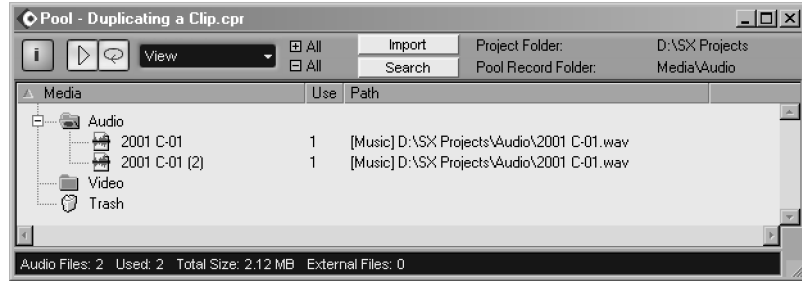 Pool - Duplicating a Clip.cpr
i View All Import Project Folder: D:\SX Projects
All Search Pool Record Folder: Media\Audio
Media Use Path
Audio
2001 C-01 1 [Music] D:\SX Projects\Audio\2001 C-01.wav
2001 C-01 (2) 1 [Music] D:\SX Projects\Audio\2001 C-01.wav
Video
Trash
Audio Files: 2 Used: 2 Total Size: 2.12 MB External Files: 0